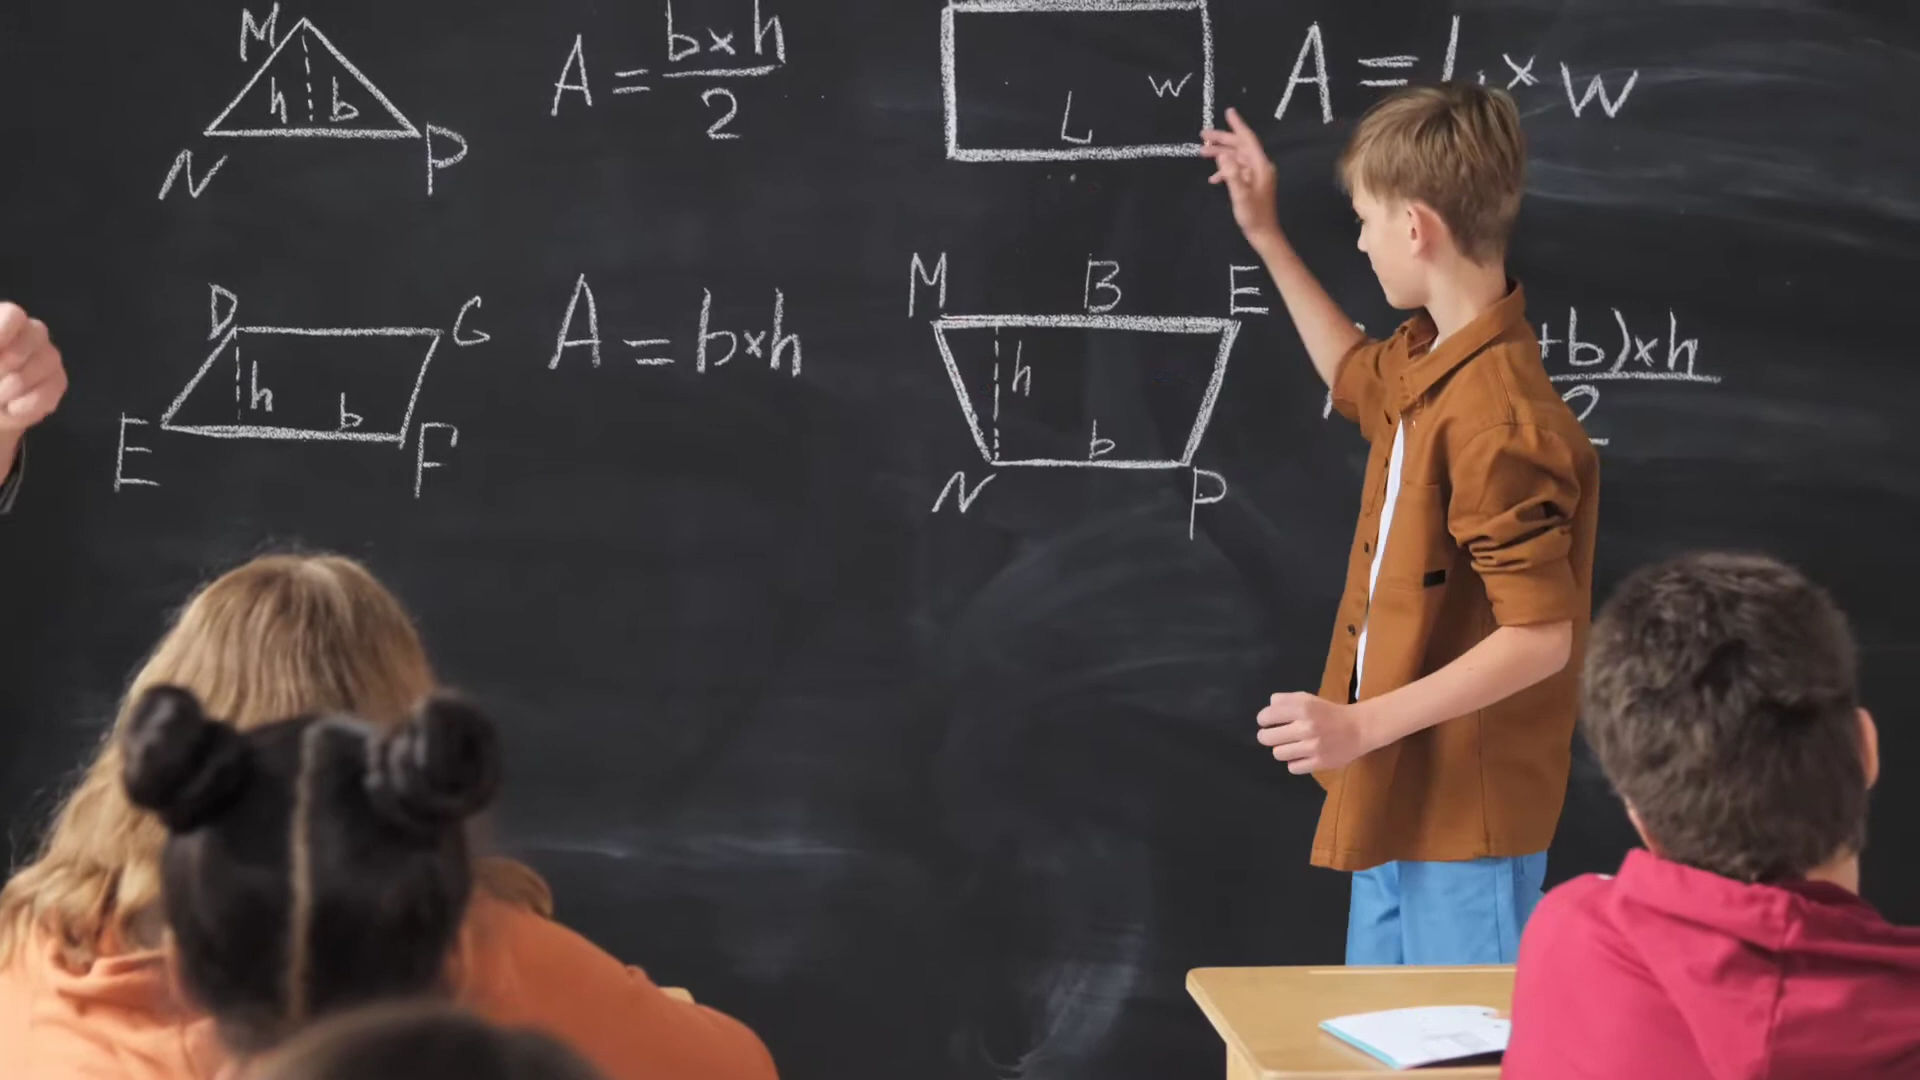 M
h b
N P
A = b×h
2
L w
A = L × w
D G
h b
E F
A = b×h
M B E
h
b
N P
+b)×h
2